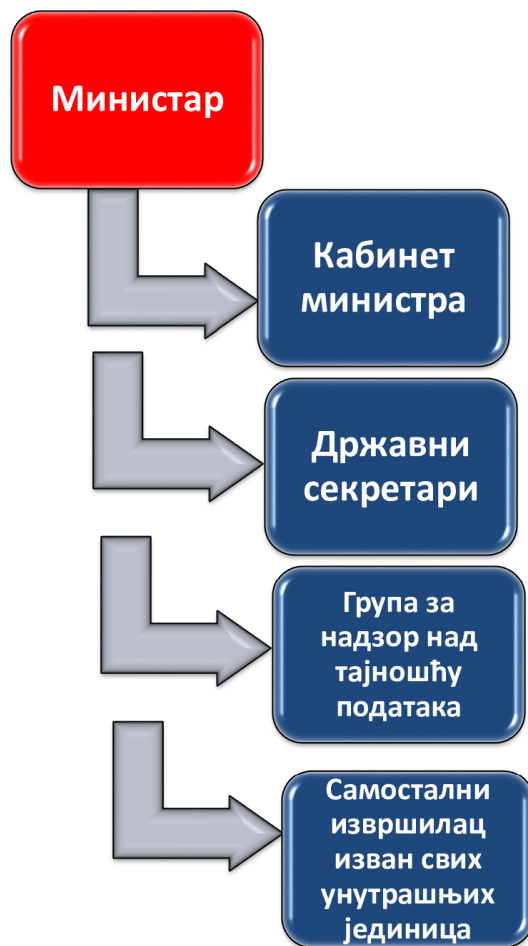 Министар
Кабинет
министра
Државни
секретари
Група за
надзор над
тајношћу
података
Самостални
извршилац
изван свих
унутрашњих
јединица